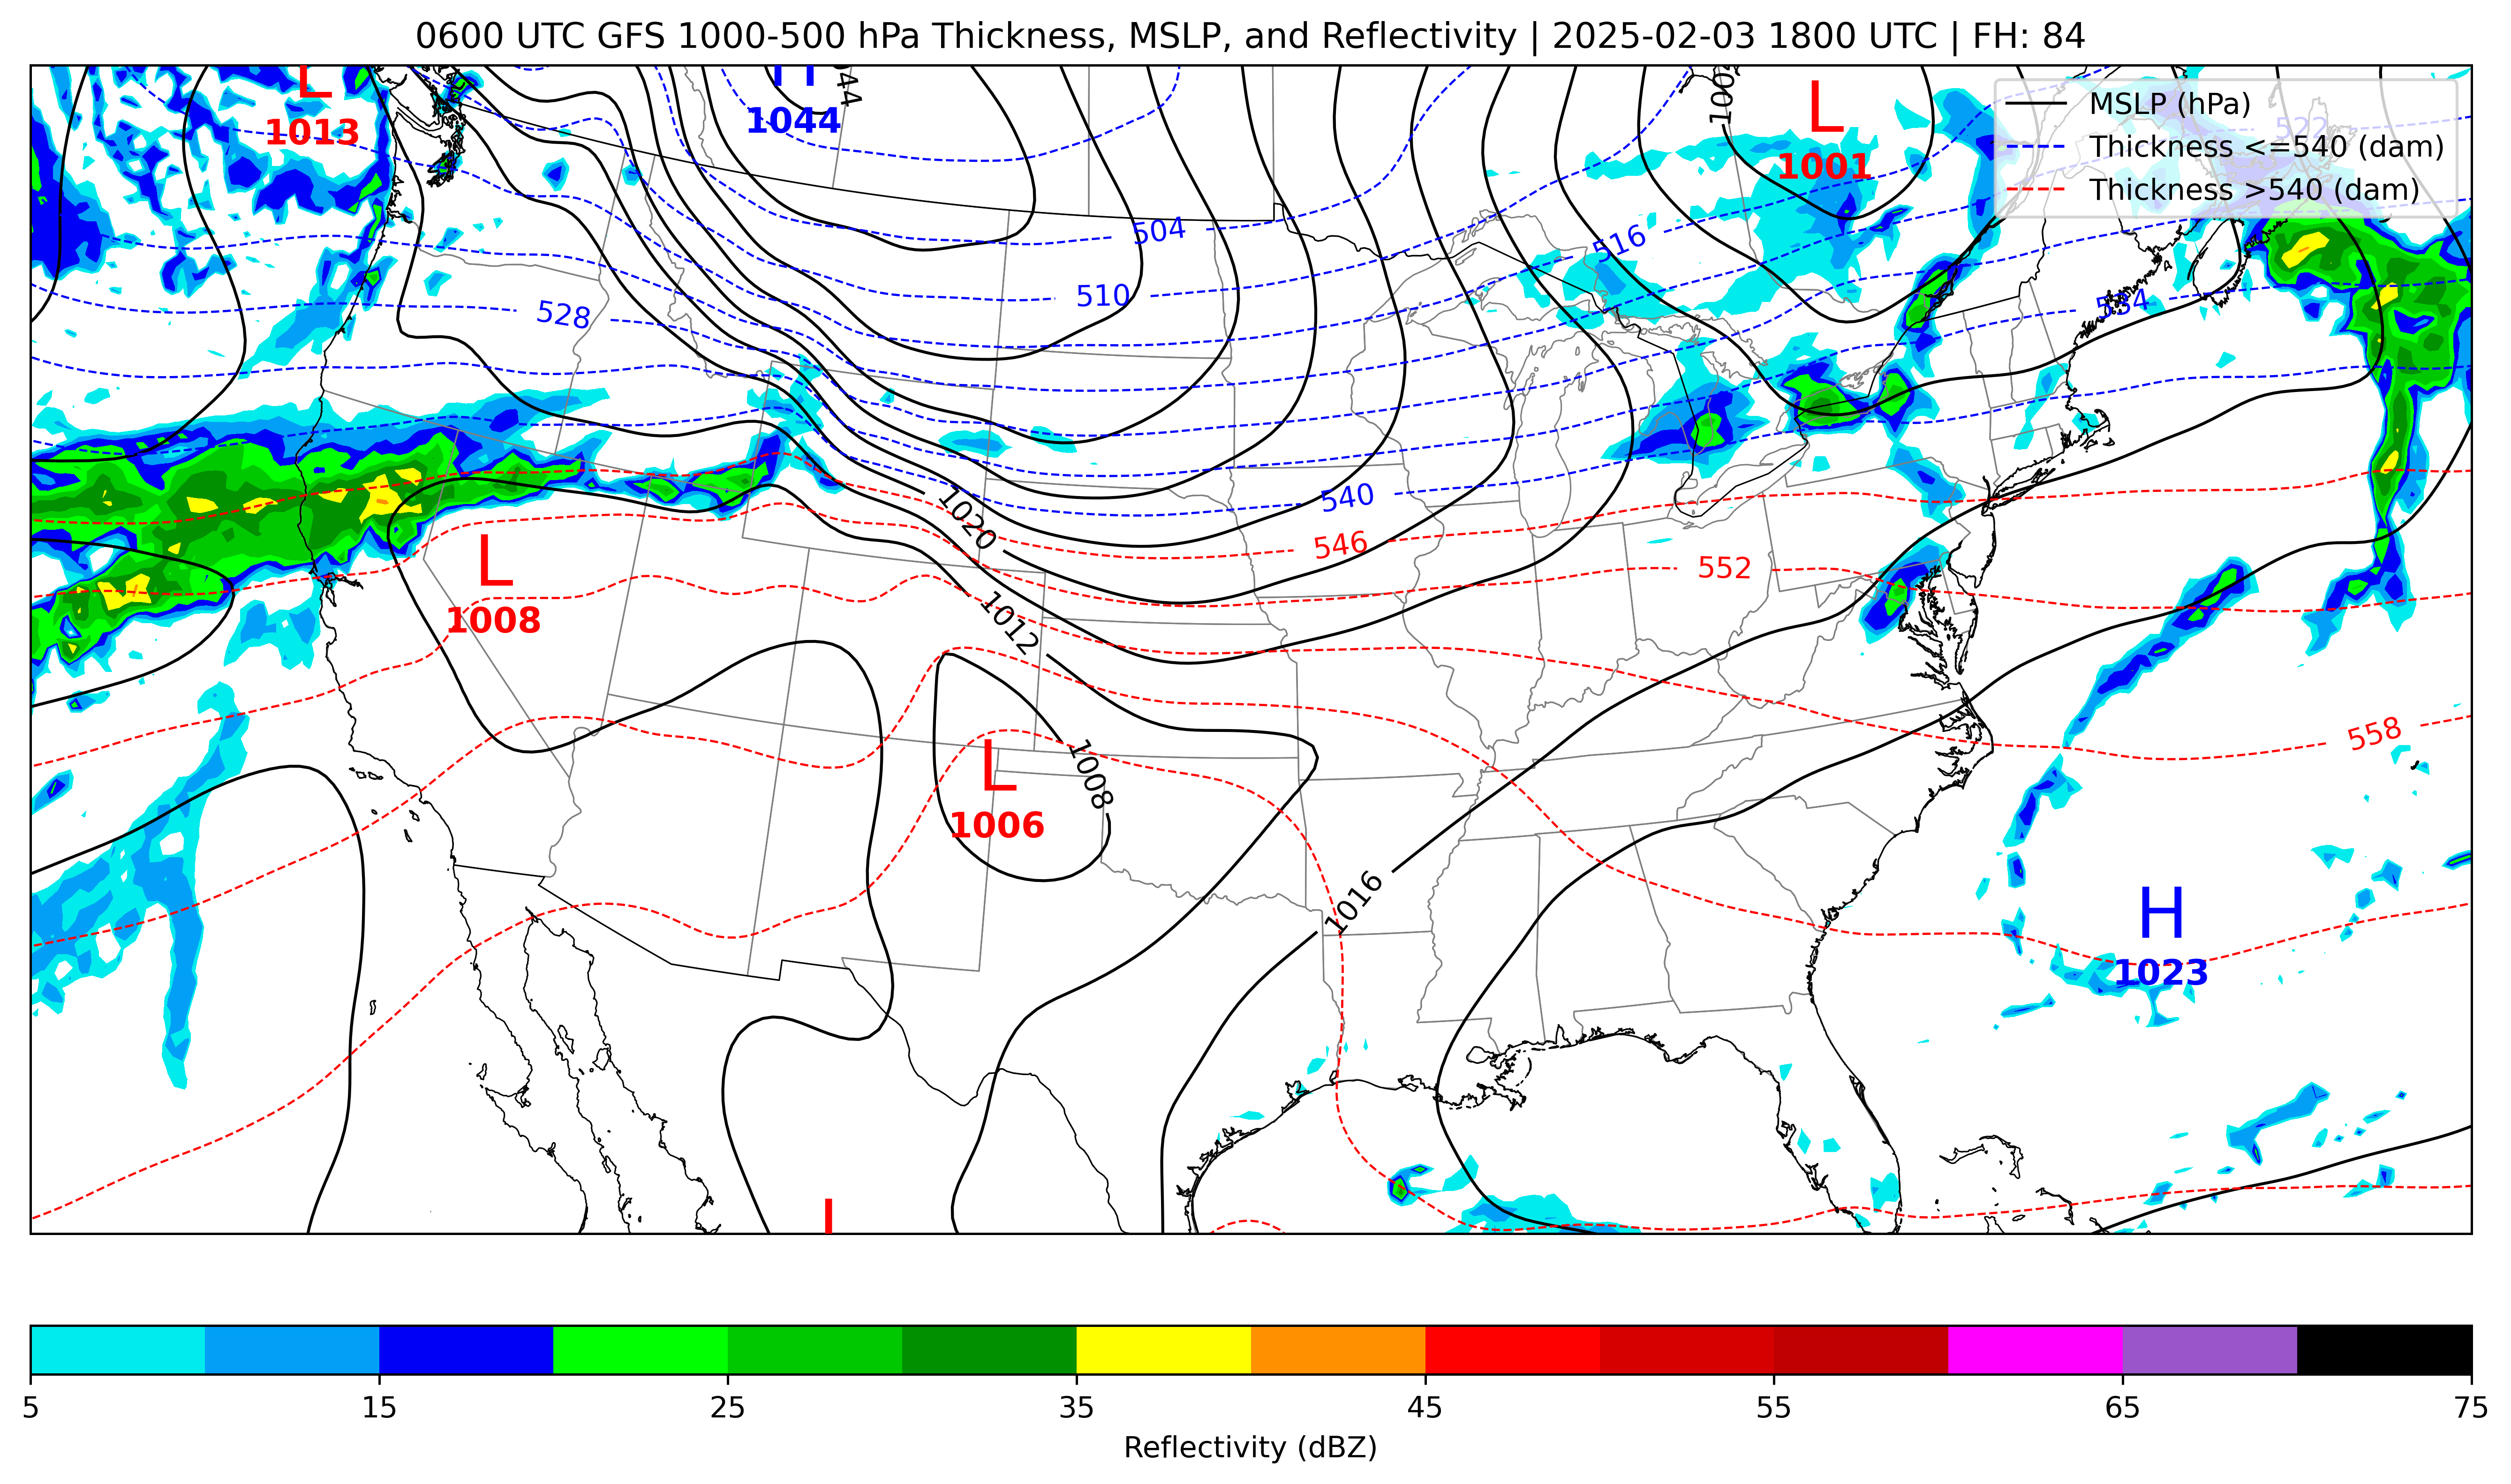 0600 UTC GFS 1000-500 hPa Thickness, MSLP, and Reflectivity | 2025-02-03 1800 UTC | FH: 84
MSLP (hPa)
Thickness <=540 (dam)
Thickness >540 (dam)
L
1013
H
1044
044
1004
L
1001
522
504
516
510
528
534
540
1020
546
552
L
1008
1012
558
L
1006
1008
1016
H
1023
L
5 15 25 35 45 55 65 75
Reflectivity (dBZ)